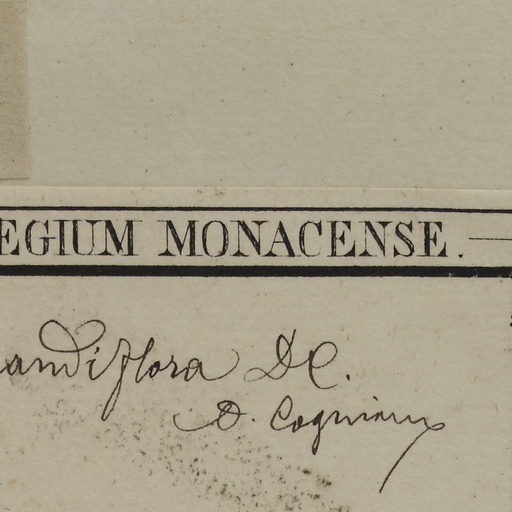 EGIUM MONACENSE.
andiflora DC.
A. Cogniaux